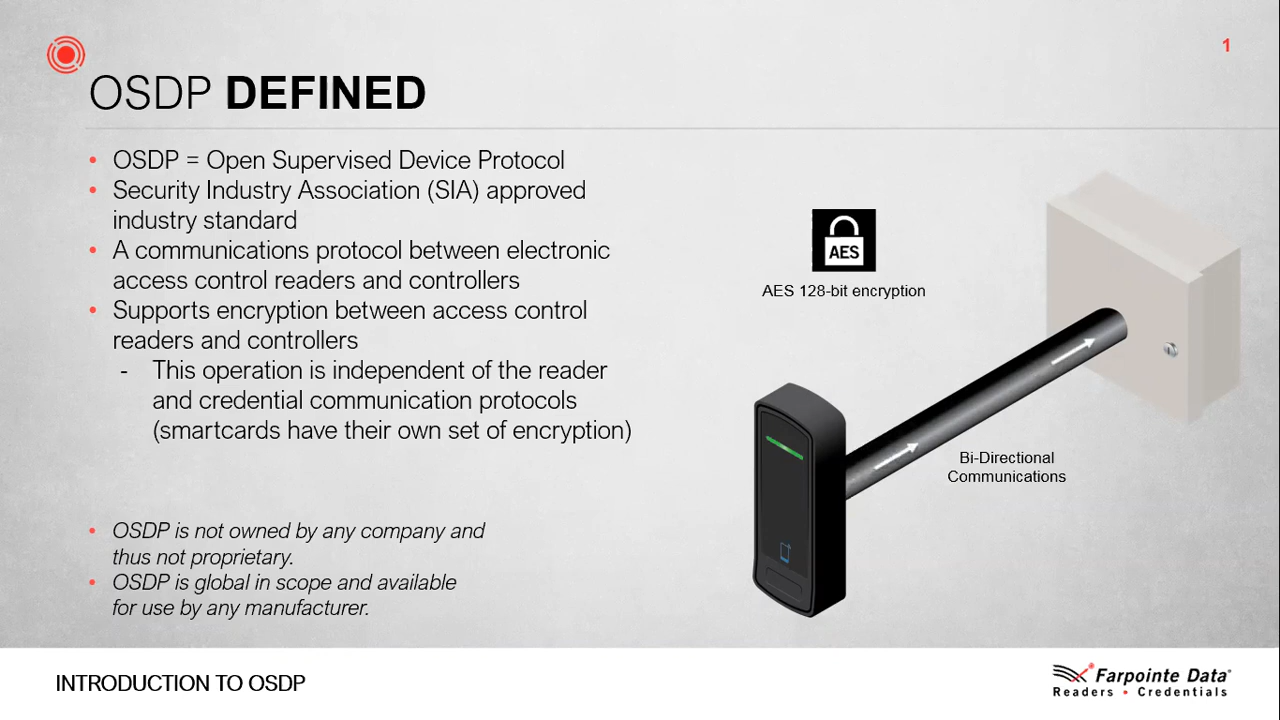 1
OSDP DEFINED
• OSDP = Open Supervised Device Protocol
• Security Industry Association (SIA) approved
industry standard
• A communications protocol between electronic
access control readers and controllers
• Supports encryption between access control
readers and controllers
- This operation is independent of the reader
and credential communication protocols
(smartcards have their own set of encryption)
• OSDP is not owned by any company and
thus not proprietary.
• OSDP is global in scope and available
for use by any manufacturer.
AES
AES 128-bit encryption
Bi-Directional
Communications
INTRODUCTION TO OSDP
Farpointe Data
Readers • Credentials